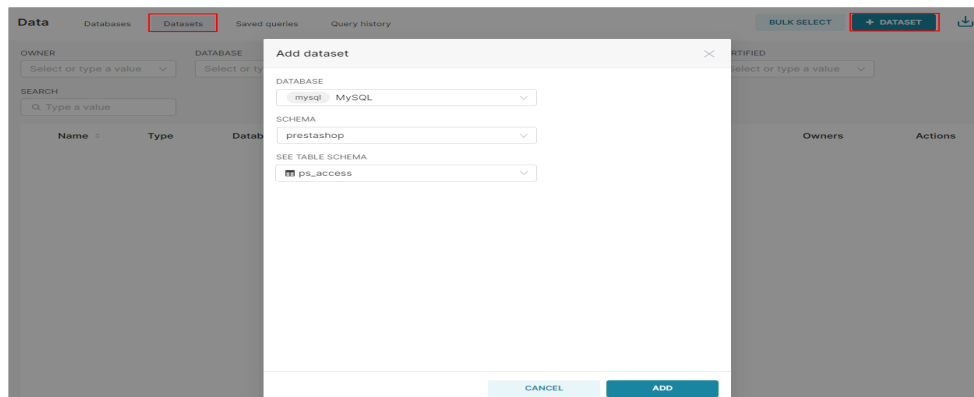 Data Databases Datasets Saved queries Query history BULK SELECT + DATASET
OWNER DATABASE RTIFIED
Select or type a value Select or ty select or type a value
SEARCH
Type a value
Name Type Datab Owners Actions
Add dataset
DATABASE
mysql MySQL
SCHEMA
prestashop
SEE TABLE SCHEMA
ps_access
CANCEL ADD